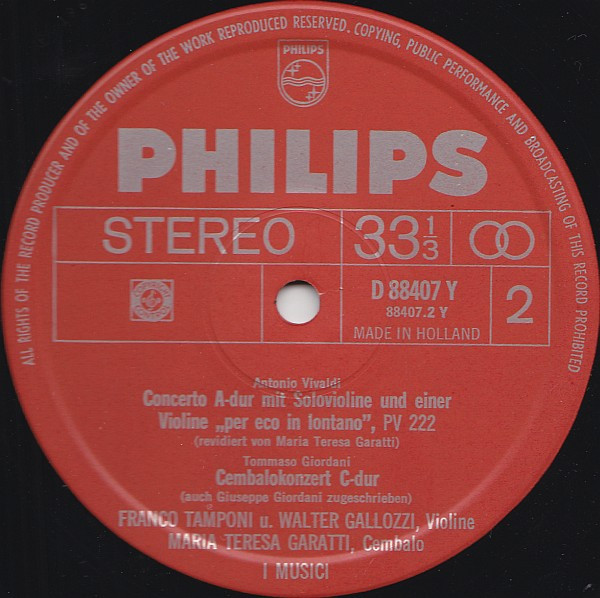 ALL RIGHTS OF THE RECORD PRODUCER AND OF THE OWNER OF THE WORK REPRODUCED RESERVED. COPYING, PUBLIC PERFORMANCE AND BROADCASTING OF THIS RECORD PROHIBITED
PHILIPS
PHILIPS
STEREO 33 1/3
D 88407 Y
88407.2 Y
MADE IN HOLLAND
2
Antonio Vivaldi
Concerto A-dur mit Solovioline und einer
Violine „per eco in lontano”, PV 222
(revidiert von Maria Teresa Garatti)
Tommaso Giordani
Cembalokonzert C-dur
(auch Giuseppe Giordani zugeschrieben)
FRANCO TAMPONI u. WALTER GALLOZZI, Violine
MARIA TERESA GARATTI, Cembalo
I MUSICI